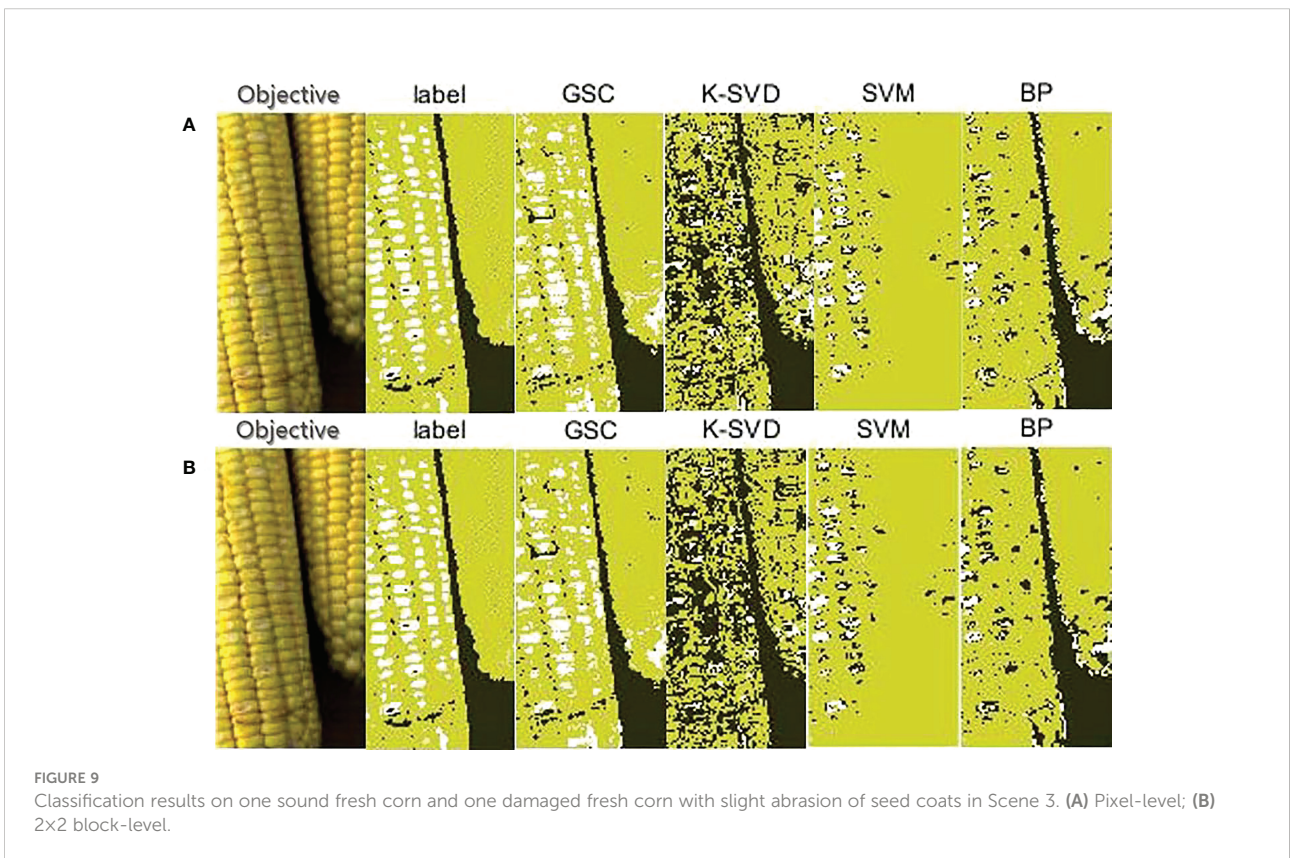 Objective label GSC K-SVD SVM BP
A
Objective label GSC K-SVD SVM BP
B
FIGURE 9
Classification results on one sound fresh corn and one damaged fresh corn with slight abrasion of seed coats in Scene 3. (A) Pixel-level; (B)
2×2 block-level.